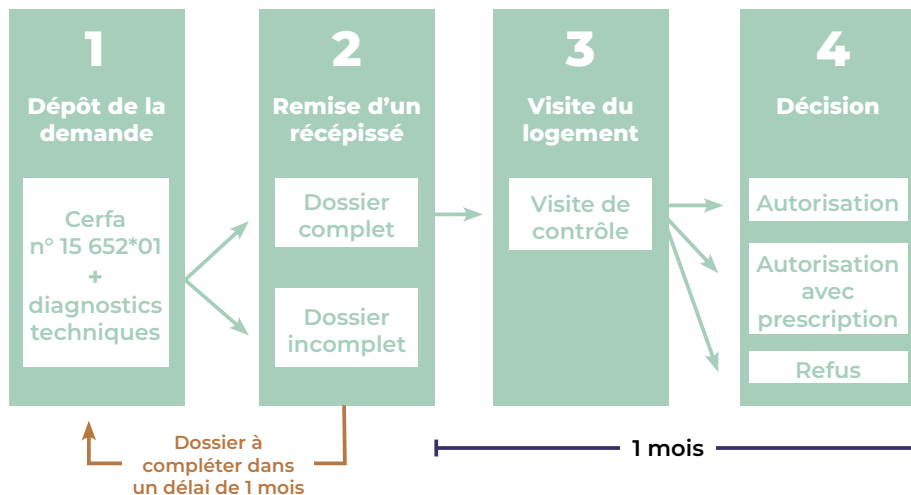 1
Dépôt de la
demande
Cerfa
n° 15 652*01
+
diagnostics
techniques
2
Remise d’un
récépissé
Dossier
complet
Dossier
incomplet
3
Visite du
logement
Visite de
contrôle
4
Décision
Autorisation
Autorisation
avec
prescription
Refus
Dossier à
compléter dans
un délai de 1 mois
1 mois